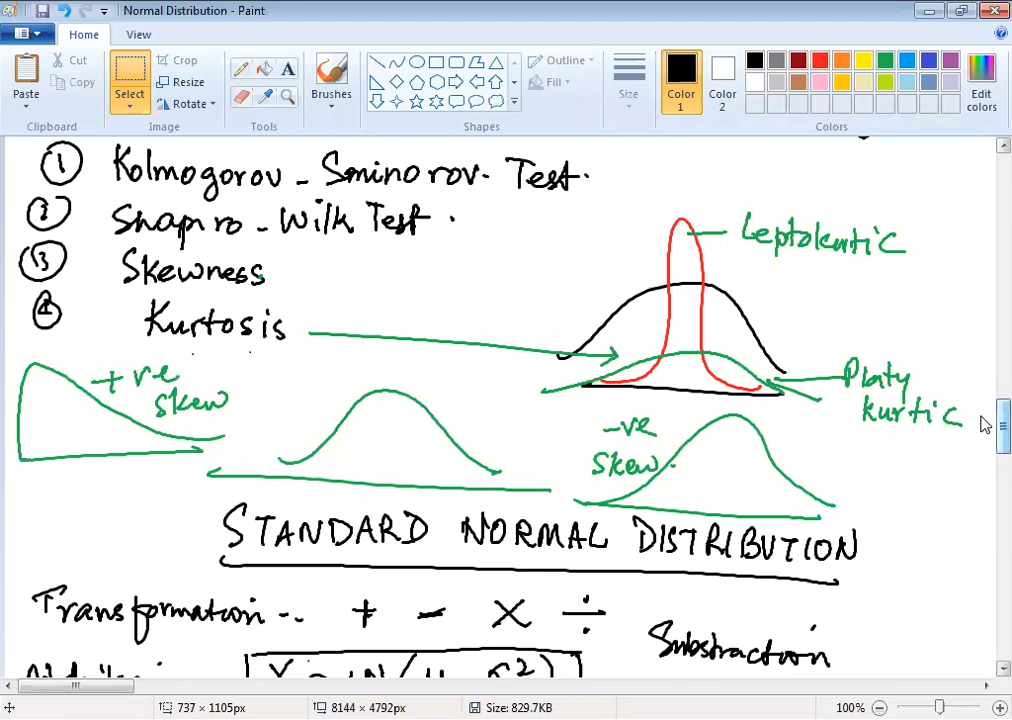 Normal Distribution - Paint
Home
View
Paste
Cut
Copy
Clipboard
Select
Crop
Resize
Rotate
Image
A
Tools
Brushes
Outline
Fill
Shapes
Size
Color 1
Color 2
Edit colors
Colors
① Kolmogorov - Sminorov. Test.
② Shapiro - Wilk Test.
③ Skewness
④ Kurtosis
Leptokurtic
+ ve
skew
Platy
kurtic
-ve
skew.
STANDARD NORMAL DISTRIBUTION
Transformation -. + - × ÷
Substraction
737 × 1105px
8144 × 4792px
Size: 829.7KB
100%